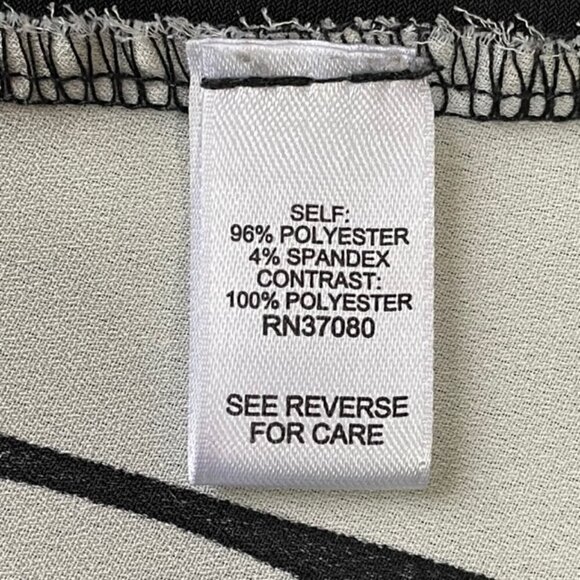 SELF:
96% POLYESTER
4% SPANDEX
CONTRAST:
100% POLYESTER
RN37080
SEE REVERSE
FOR CARE